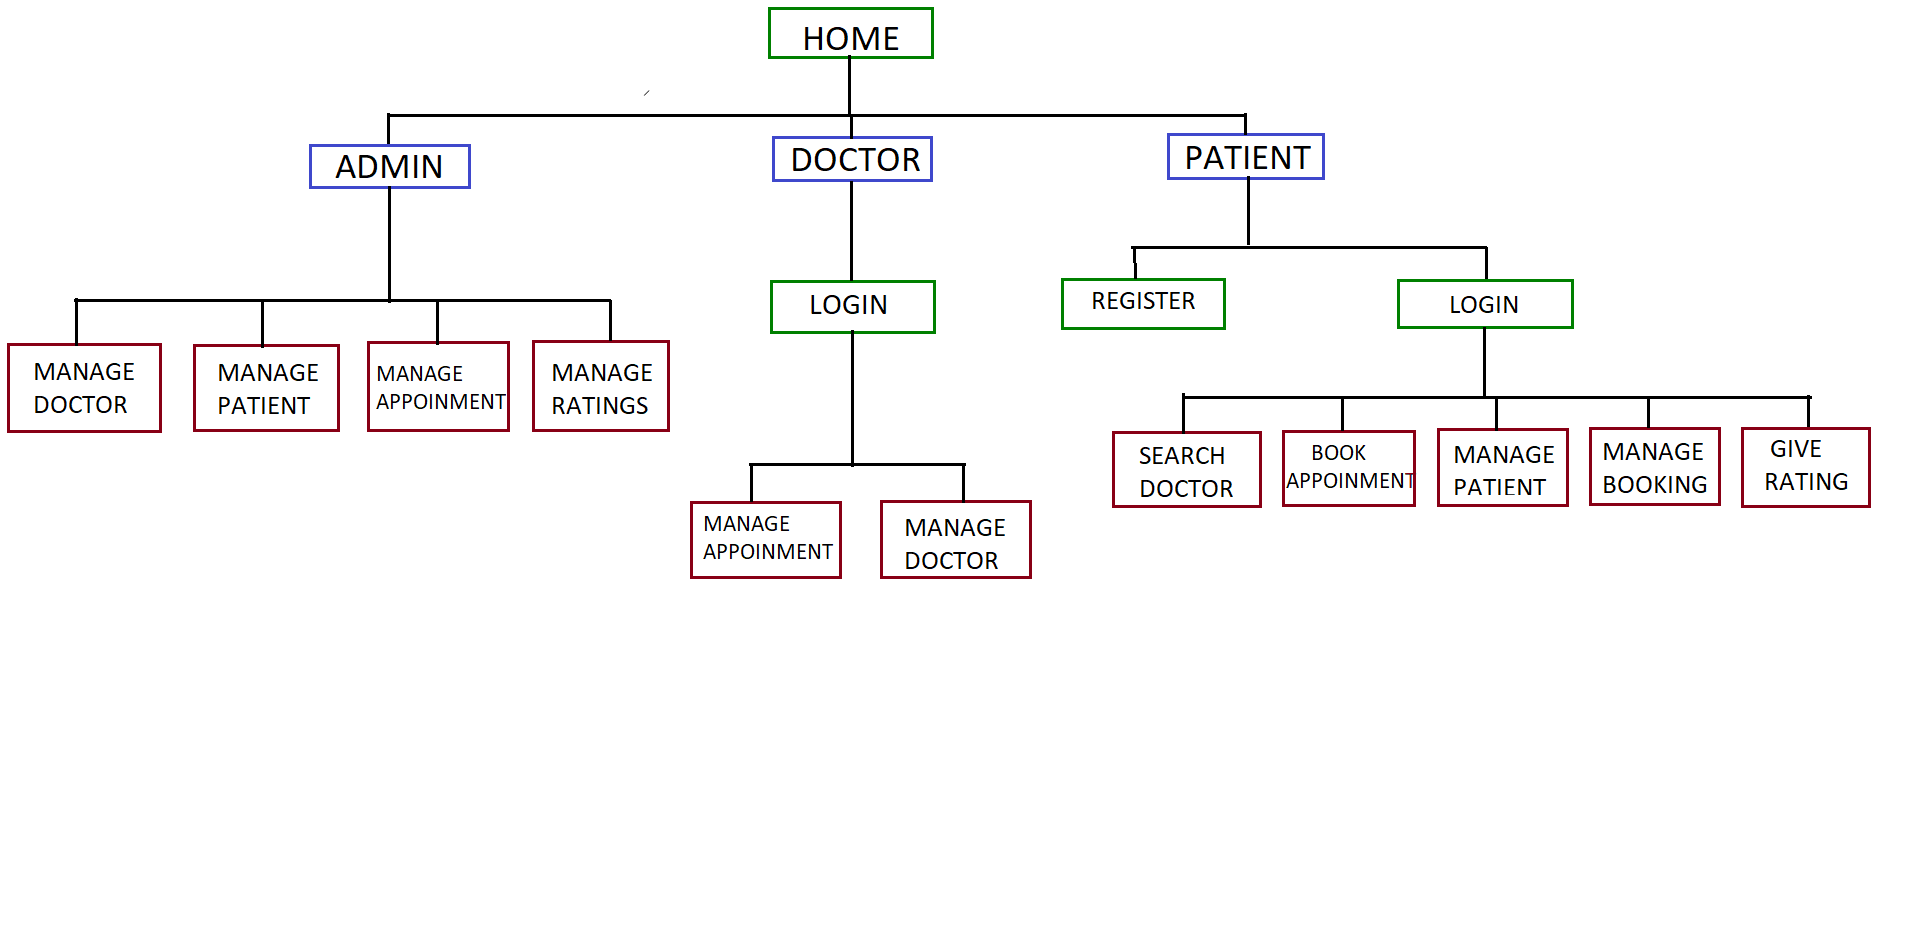 HOME
ADMIN
DOCTOR
PATIENT
LOGIN
REGISTER
LOGIN
MANAGE
DOCTOR
MANAGE
PATIENT
MANAGE
APPOINMENT
MANAGE
RATINGS
SEARCH
DOCTOR
BOOK
APPOINMENT
MANAGE
PATIENT
MANAGE
BOOKING
GIVE
RATING
MANAGE
APPOINMENT
MANAGE
DOCTOR